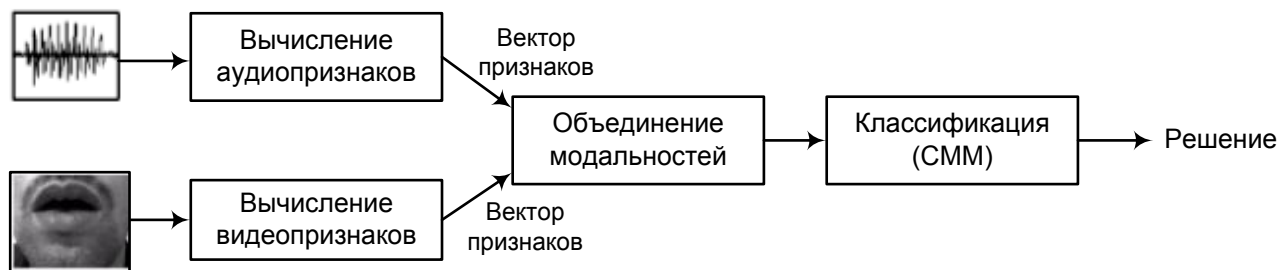 Вычисление
аудиопризнаков
Вектор
признаков
Объединение
модальностей
Классификация
(СММ)
Решение
Вычисление
видеопризнаков
Вектор
признаков